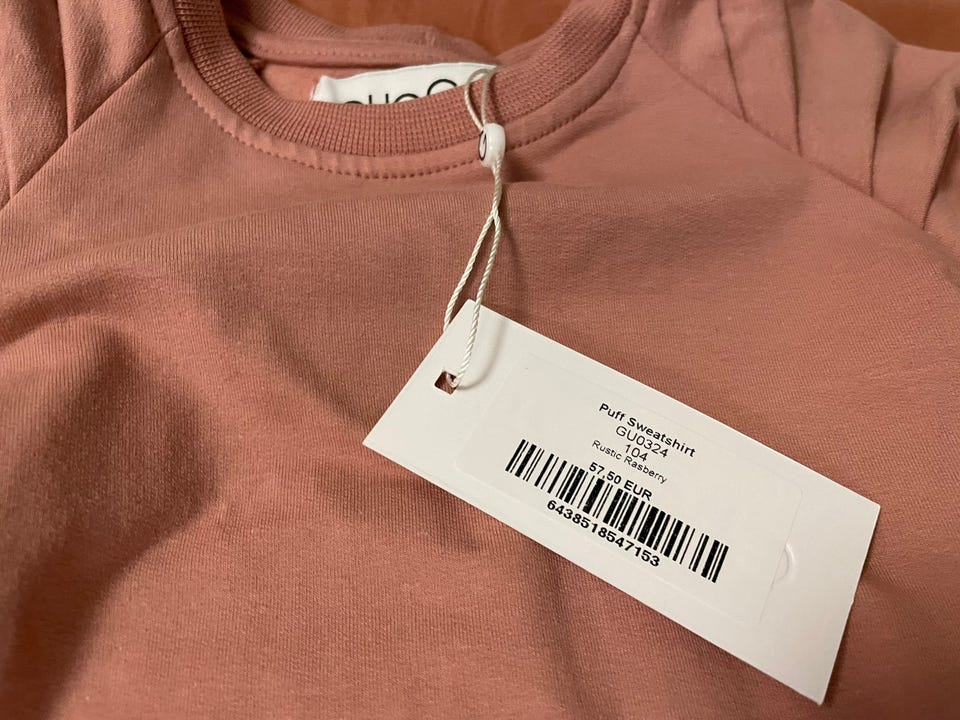 Puff Sweatshirt
GU0324
104
Rustic Rasberry
57,50 EUR
6438518547153